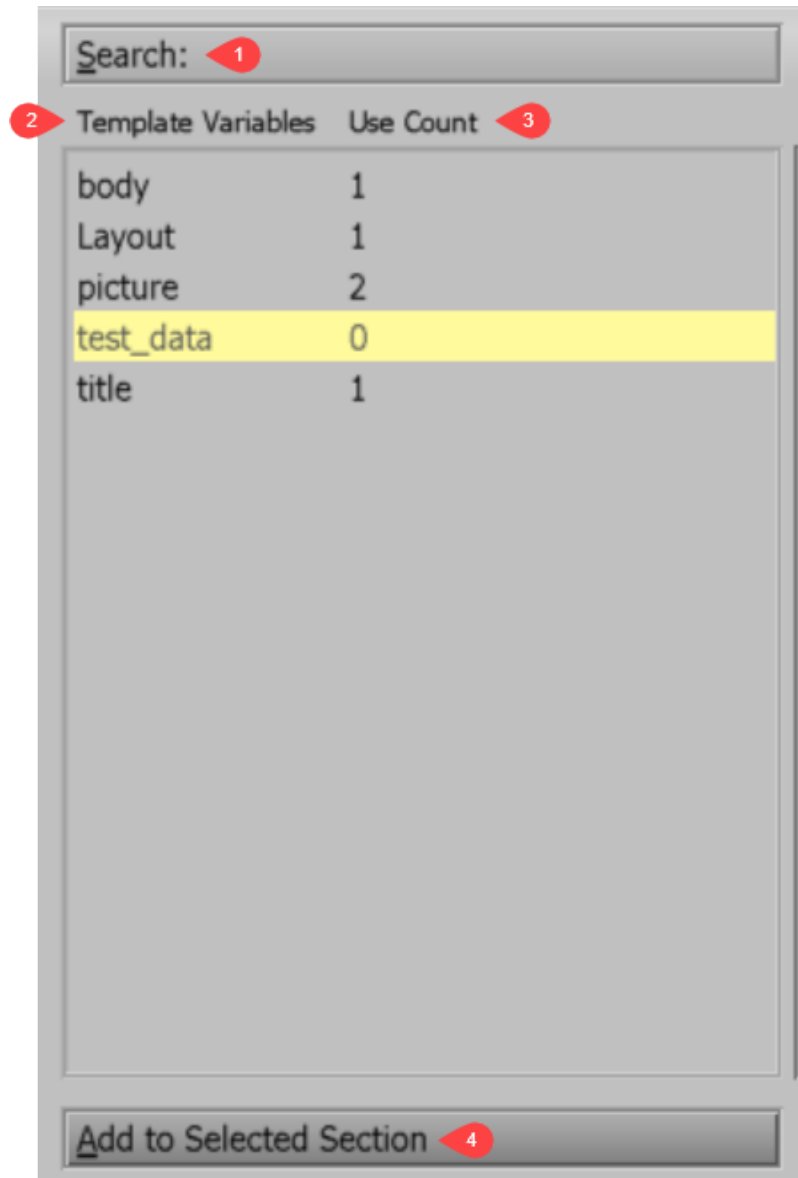 Search: 1
2 Template Variables Use Count 3
body 1
Layout 1
picture 2
test_data 0
title 1
Add to Selected Section 4